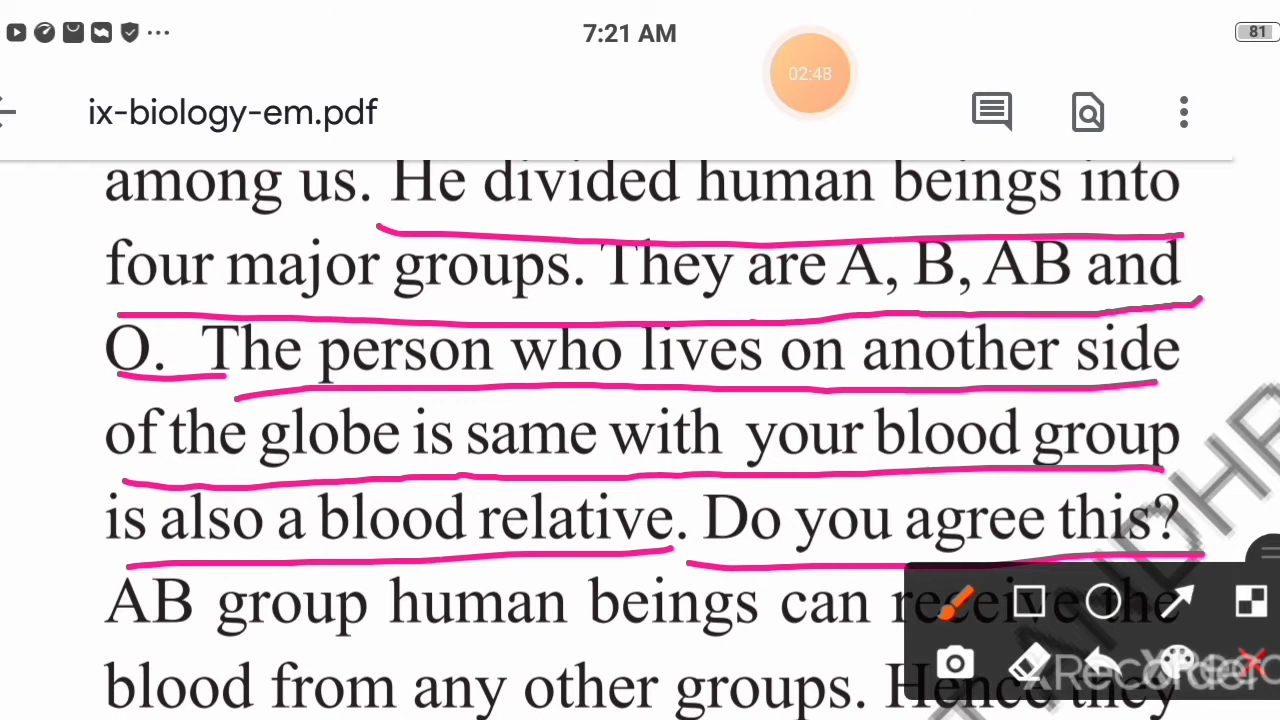 7:21 AM
81
02:48
ix-biology-em.pdf
among us. He divided human beings into
four major groups. They are A, B, AB and
O. The person who lives on another side
of the globe is same with your blood group
is also a blood relative. Do you agree this?
AB group human beings can receive the
blood from any other groups. Hence they
XRecorder